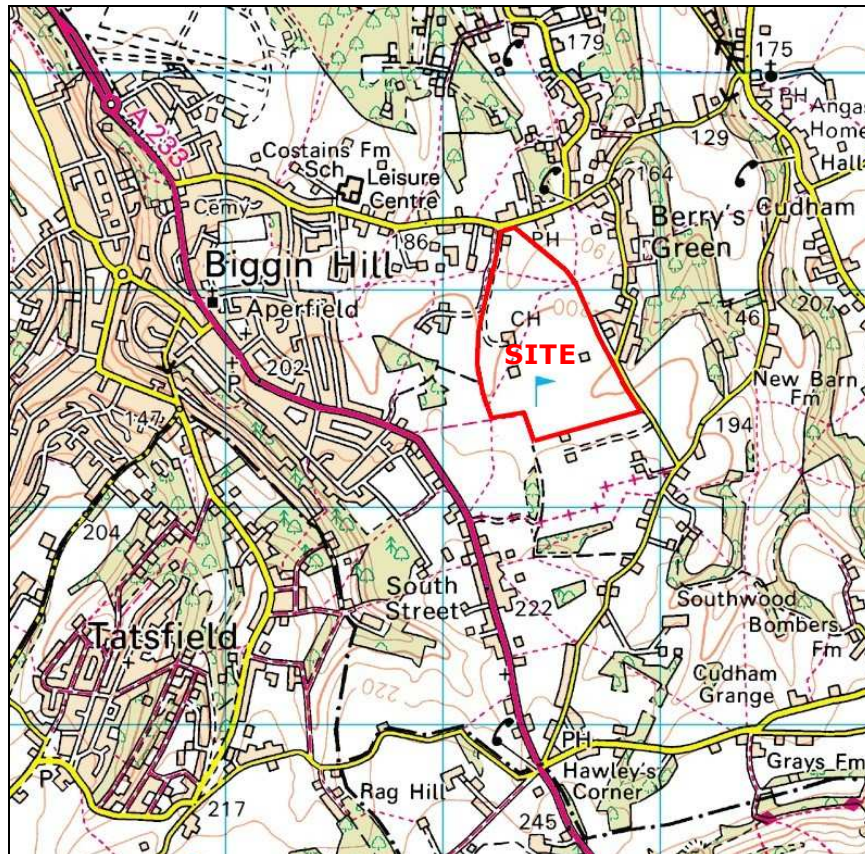 179
175
PH
Angas
Home
A 233
Costains Fm
Sch
Leisure
Centre
129
Hall
164
Cemy
PH
Berry's
Green
Cudham
186
190
Biggin Hill
200
207
Aperfield
CH
146
SITE
P
202
New Barn
Fm
147
194
204
South
Street
222
Southwood
Bombers
Fm
Tatsfield
220
Cudham
Grange
PH
P
Hawley's
Corner
Grays Fm
Rag Hill
217
245